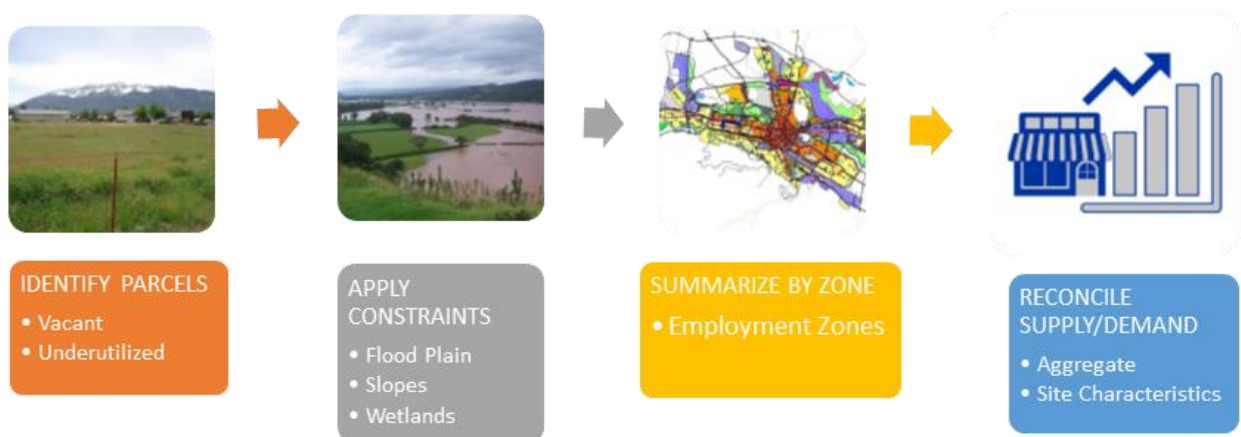 IDENTIFY PARCELS
• Vacant
• Underutilized
APPLY
CONSTRAINTS
• Flood Plain
• Slopes
• Wetlands
SUMMARIZE BY ZONE
• Employment Zones
RECONCILE
SUPPLY/DEMAND
• Aggregate
• Site Characteristics